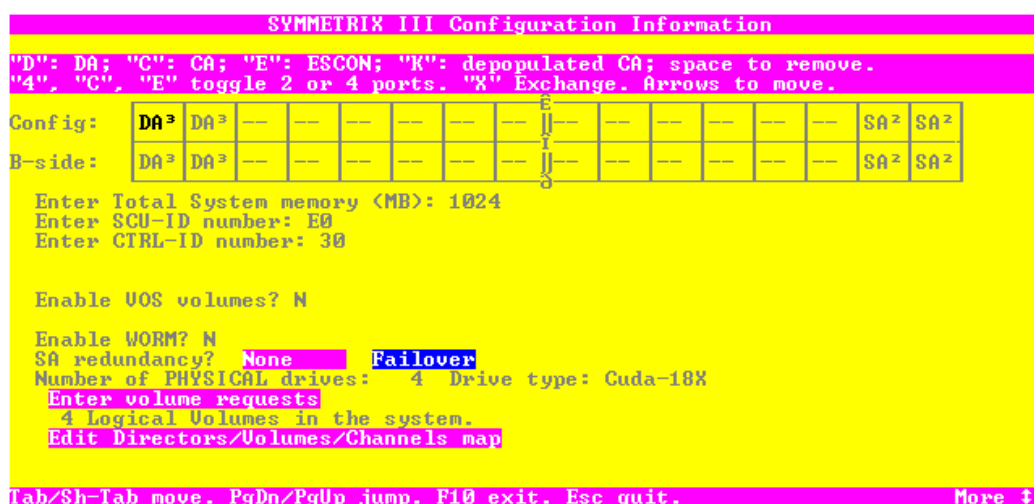 SYMMETRIX III Configuration Information
"D": DA; "C": CA; "E": ESCON; "K": depopulated CA; space to remove.
"4", "C", "E" toggle 2 or 4 ports. "X" Exchange. Arrows to move.
Config: DA³ DA³ -- -- -- -- -- -- -- -- -- -- -- -- SA² SA²
B-side: DA³ DA³ -- -- -- -- -- -- -- -- -- -- -- -- SA² SA²
Enter Total System memory (MB): 1024
Enter SCU-ID number: E0
Enter CTRL-ID number: 30
Enable VOS volumes? N
Enable WORM? N
SA redundancy? None Failover
Number of PHYSICAL drives: 4 Drive type: Cuda-18X
Enter volume requests
4 Logical Volumes in the system.
Edit Directors/Volumes/Channels map
Tab/Sh-Tab move. PgDn/PgUp jump. F10 exit. Esc quit. More ↕